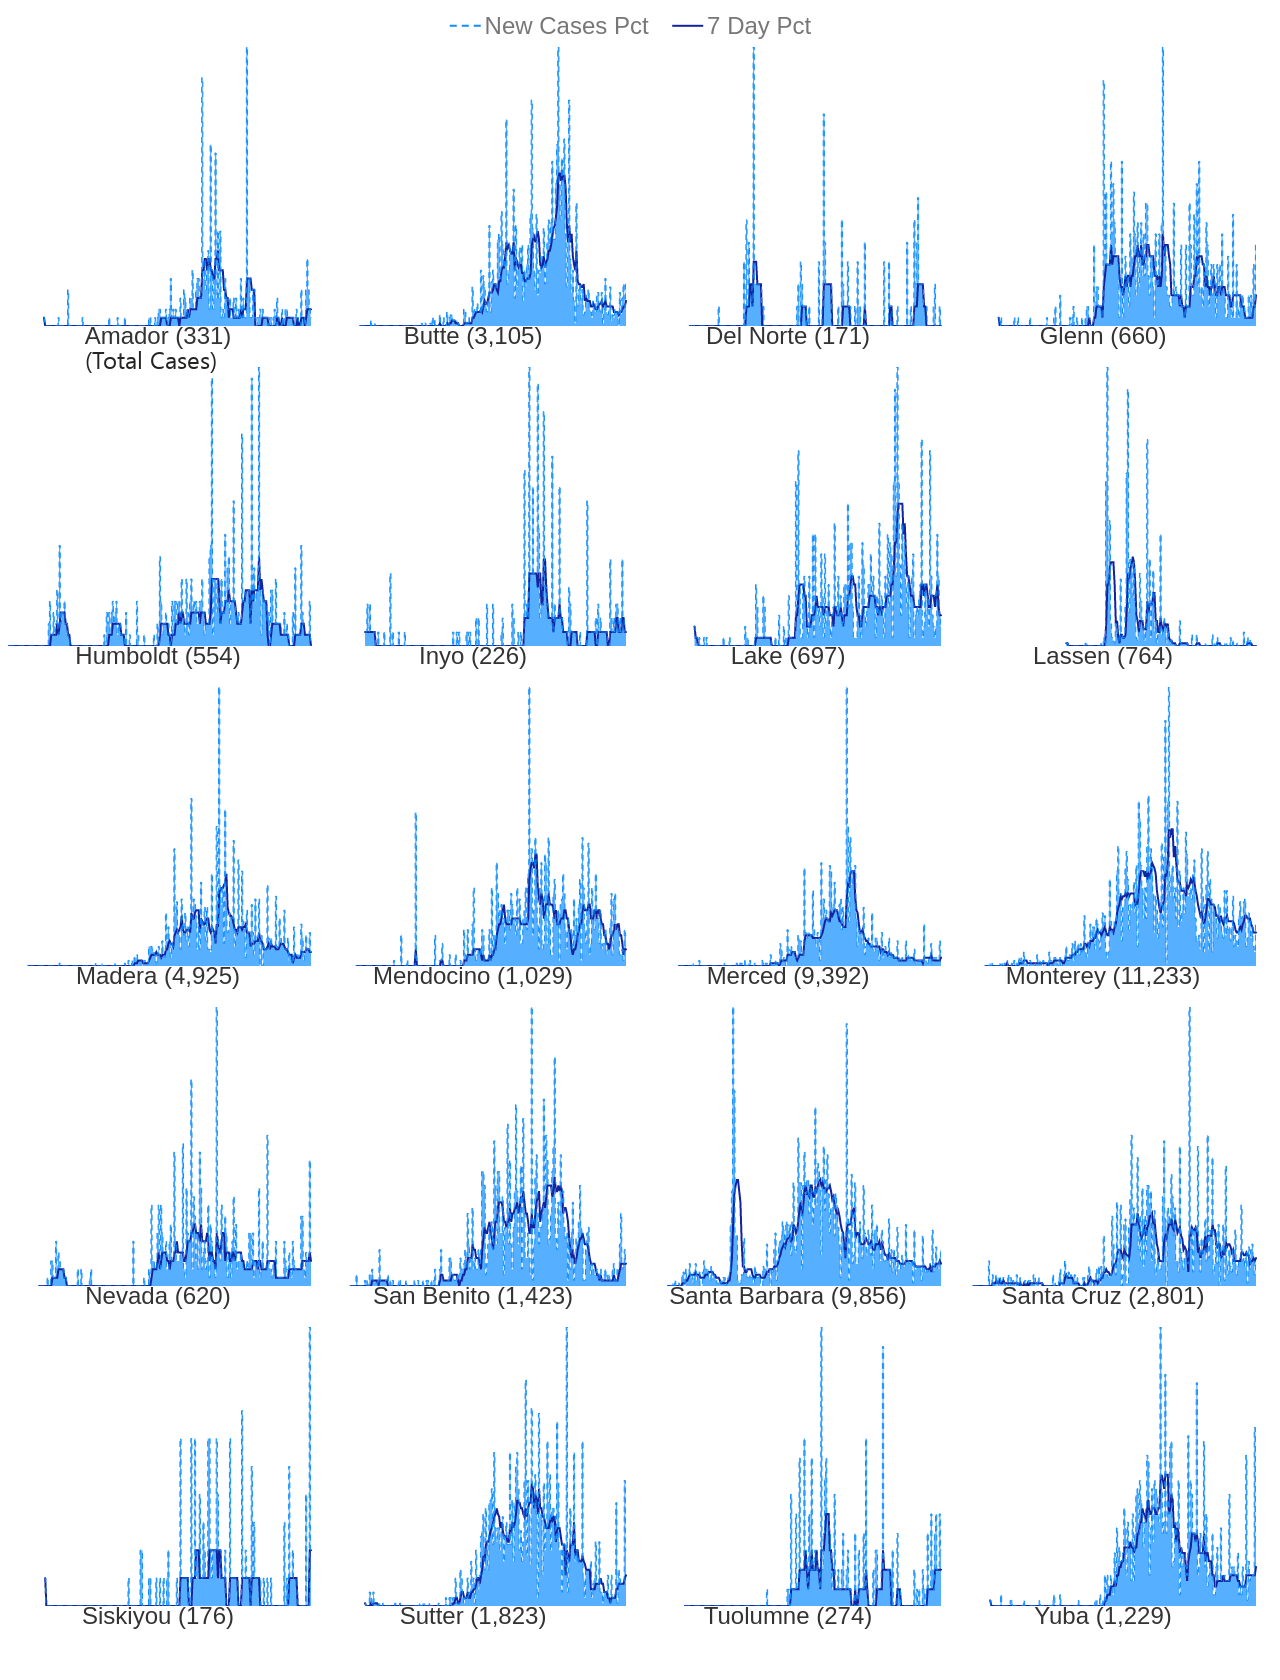 New Cases Pct 7 Day Pct
Amador (331) Butte (3,105) Del Norte (171) Glenn (660)
(Total Cases)
Humboldt (554) Inyo (226) Lake (697) Lassen (764)
Madera (4,925) Mendocino (1,029) Merced (9,392) Monterey (11,233)
Nevada (620) San Benito (1,423) Santa Barbara (9,856) Santa Cruz (2,801)
Siskiyou (176) Sutter (1,823) Tuolumne (274) Yuba (1,229)